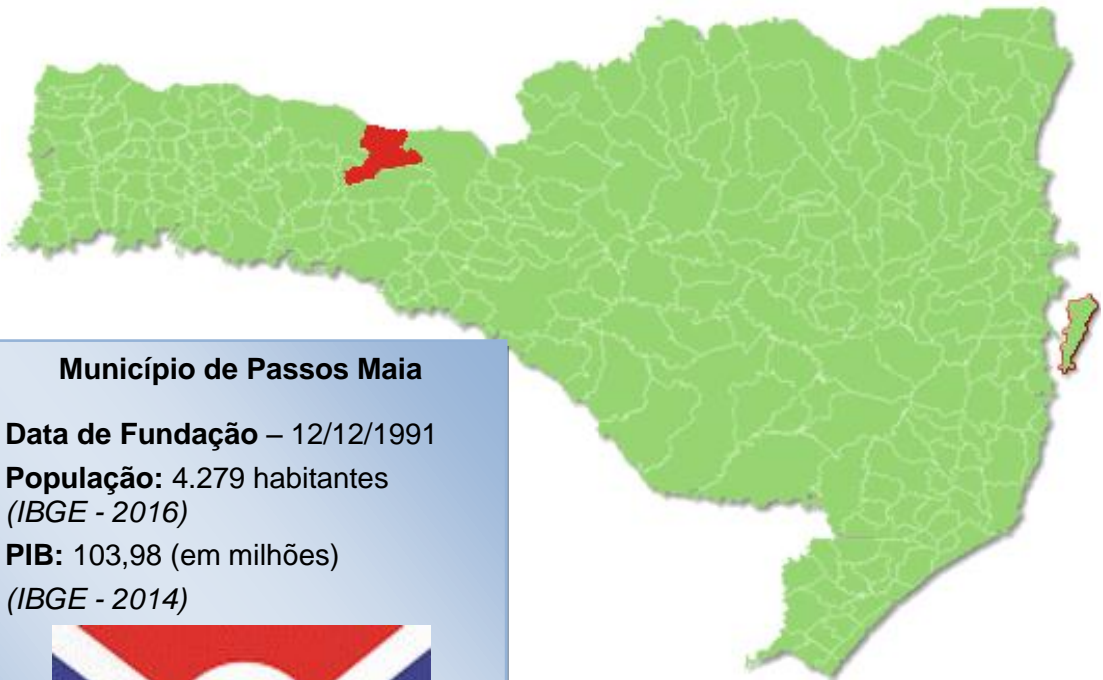 Município de Passos Maia
Data de Fundação – 12/12/1991
População: 4.279 habitantes
(IBGE - 2016)
PIB: 103,98 (em milhões)
(IBGE - 2014)